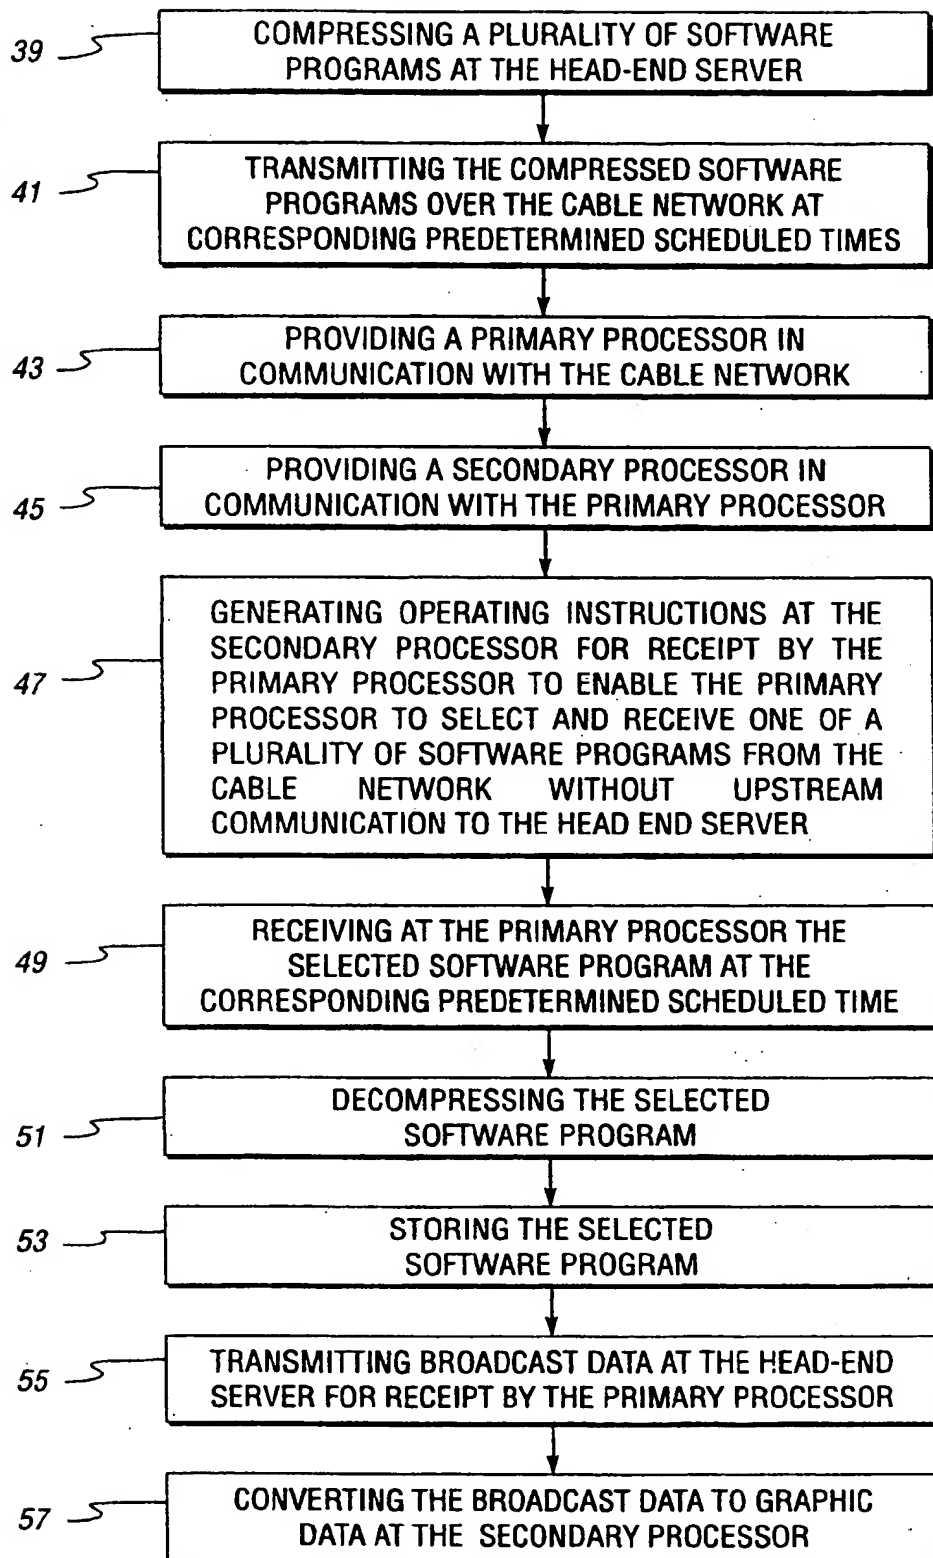 39
COMPRESSING A PLURALITY OF SOFTWARE
PROGRAMS AT THE HEAD-END SERVER
41
TRANSMITTING THE COMPRESSED SOFTWARE
PROGRAMS OVER THE CABLE NETWORK AT
CORRESPONDING PREDETERMINED SCHEDULED TIMES
43
PROVIDING A PRIMARY PROCESSOR IN
COMMUNICATION WITH THE CABLE NETWORK
45
PROVIDING A SECONDARY PROCESSOR IN
COMMUNICATION WITH THE PRIMARY PROCESSOR
47
GENERATING OPERATING INSTRUCTIONS AT THE
SECONDARY PROCESSOR FOR RECEIPT BY THE
PRIMARY PROCESSOR TO ENABLE THE PRIMARY
PROCESSOR TO SELECT AND RECEIVE ONE OF A
PLURALITY OF SOFTWARE PROGRAMS FROM THE
CABLE NETWORK WITHOUT UPSTREAM
COMMUNICATION TO THE HEAD END SERVER
49
RECEIVING AT THE PRIMARY PROCESSOR THE
SELECTED SOFTWARE PROGRAM AT THE
CORRESPONDING PREDETERMINED SCHEDULED TIME
51
DECOMPRESSING THE SELECTED
SOFTWARE PROGRAM
53
STORING THE SELECTED
SOFTWARE PROGRAM
55
TRANSMITTING BROADCAST DATA AT THE HEAD-END
SERVER FOR RECEIPT BY THE PRIMARY PROCESSOR
57
CONVERTING THE BROADCAST DATA TO GRAPHIC
DATA AT THE SECONDARY PROCESSOR